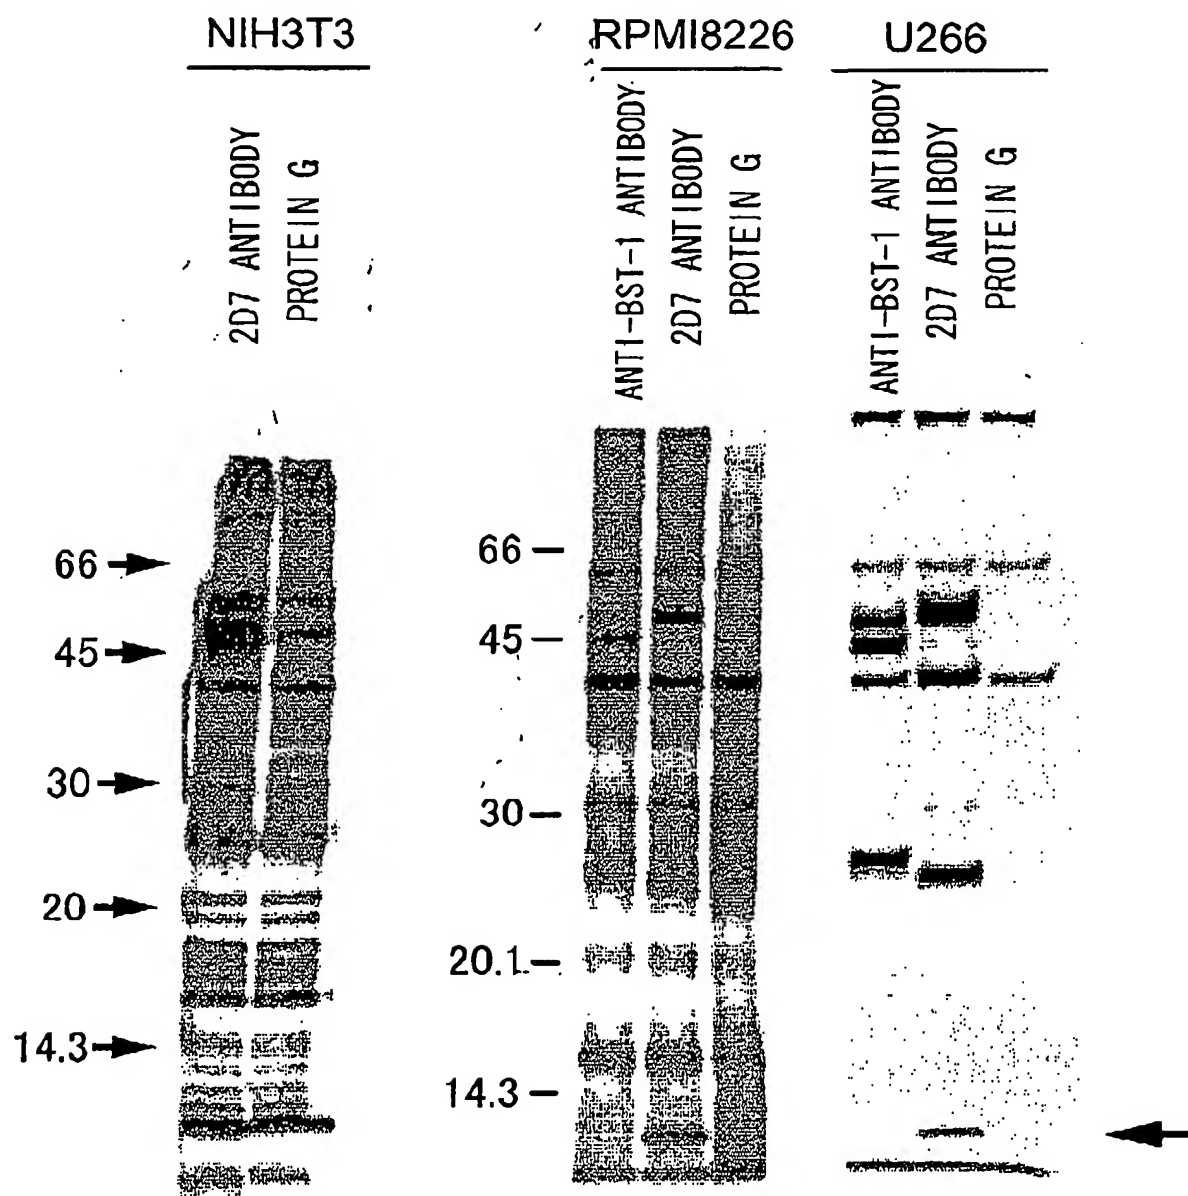 NIH3T3
RPMI8226
U266
2D7 ANTIBODY
PROTEIN G
ANTI-BST-1 ANTIBODY
2D7 ANTIBODY
PROTEIN G
ANTI-BST-1 ANTIBODY
2D7 ANTIBODY
PROTEIN G
66
45
30
20
14.3
66
45
30
20.1
14.3